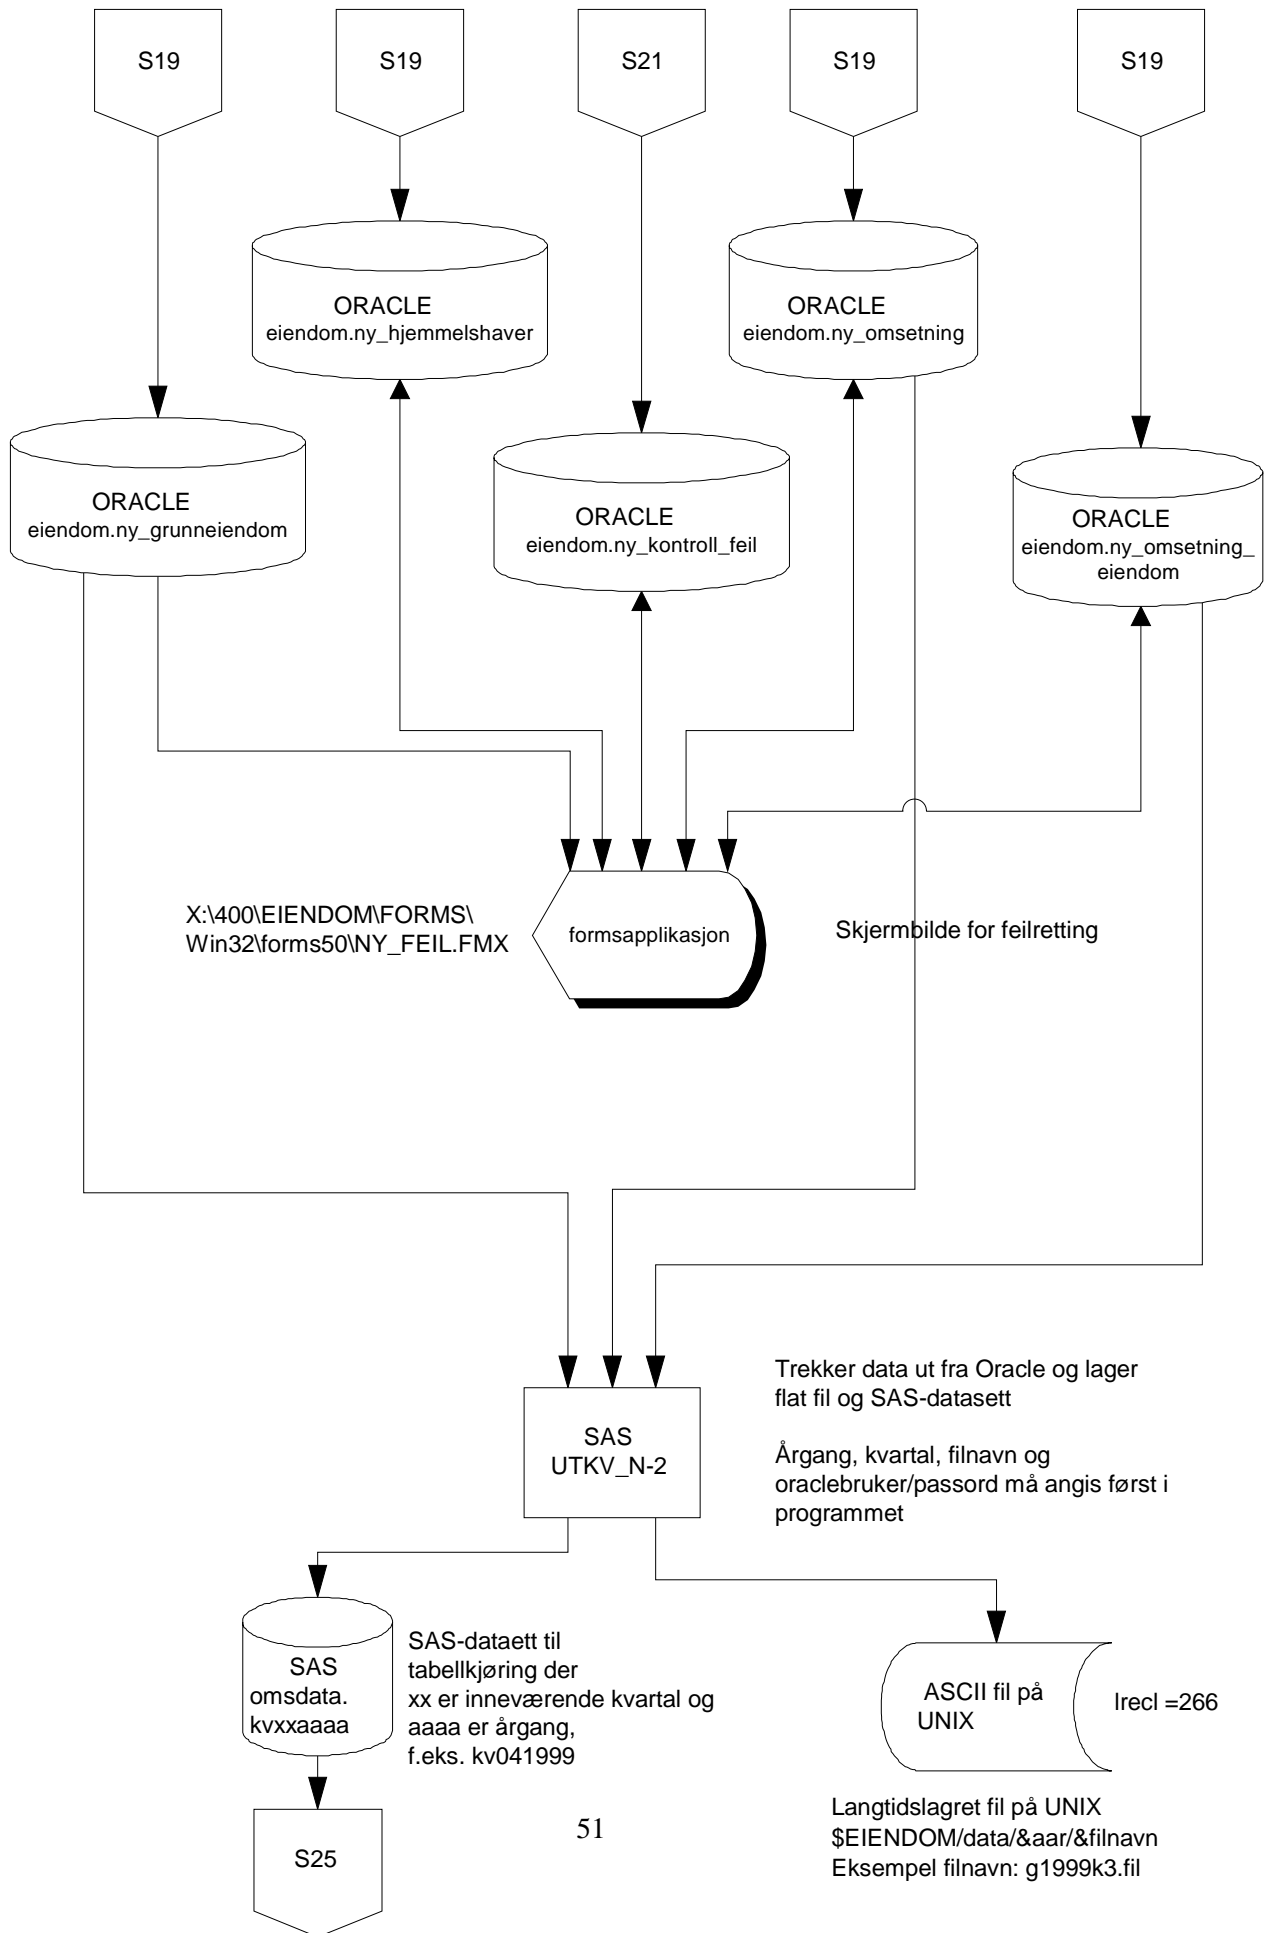 S19
S19
S21
S19
S19
ORACLE
eiendom.ny_hjemmelshaver
ORACLE
eiendom.ny_omsetning
ORACLE
eiendom.ny_grunneiendom
ORACLE
eiendom.ny_kontroll_feil
ORACLE
eiendom.ny_omsetning_
eiendom
X:\400\EIENDOM\FORMS\
Win32\forms50\NY_FEIL.FMX
formsapplikasjon
Skjermbilde for feilretting
Trekker data ut fra Oracle og lager
flat fil og SAS-datasett
Årgang, kvartal, filnavn og
oraclebruker/passord må angis først i
programmet
SAS
UTKV_N-2
SAS
omsdata.
kvxxaaaa
SAS-dataett til
tabellkjøring der
xx er inneværende kvartal og
aaaa er årgang,
f.eks. kv041999
ASCII fil på
UNIX
lrecl =266
Langtidslagret fil på UNIX
$EIENDOM/data/&aar/&filnavn
Eksempel filnavn: g1999k3.fil
S25
51